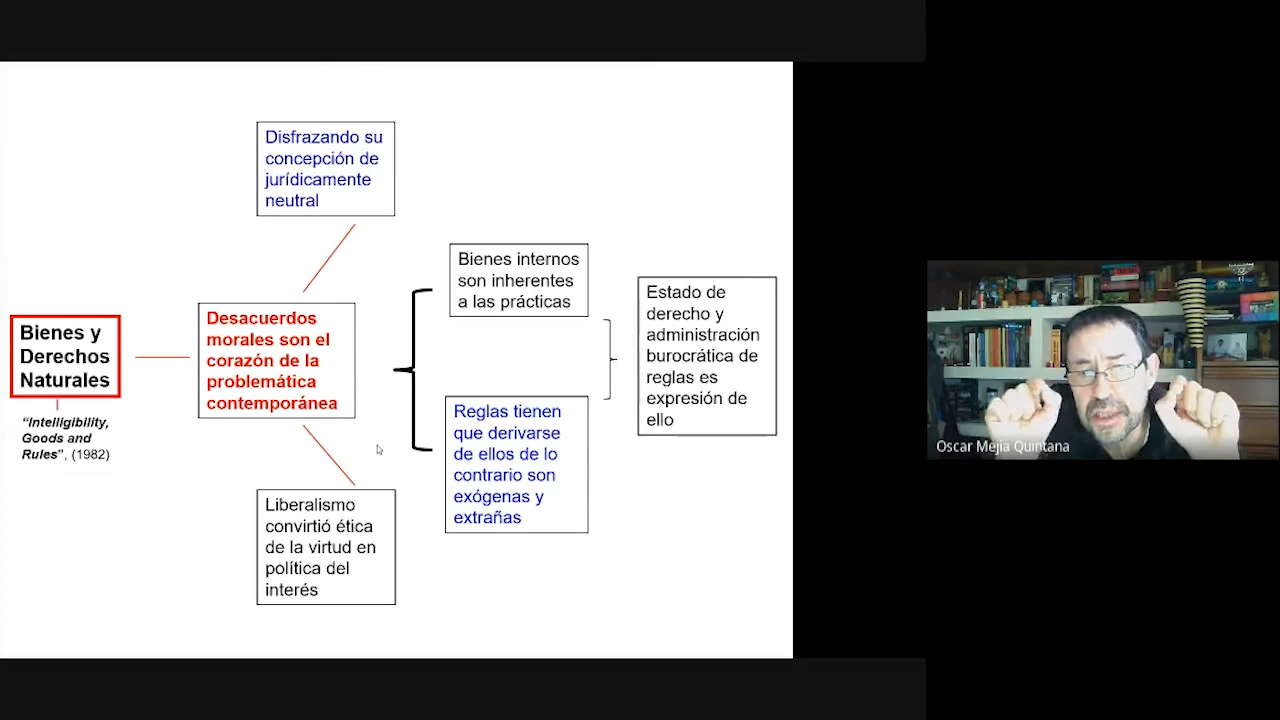 Disfrazando su
concepción de
jurídicamente
neutral
Bienes y
Derechos
Naturales
“Intelligibility,
Goods and
Rules”, (1982)
Desacuerdos
morales son el
corazón de la
problemática
contemporánea
Liberalismo
convirtió ética
de la virtud en
política del
interés
Bienes internos
son inherentes
a las prácticas
Reglas tienen
que derivarse
de ellos de lo
contrario son
exógenas y
extrañas
Estado de
derecho y
administración
burocrática de
reglas es
expresión de
ello
Oscar Mejía Quintana